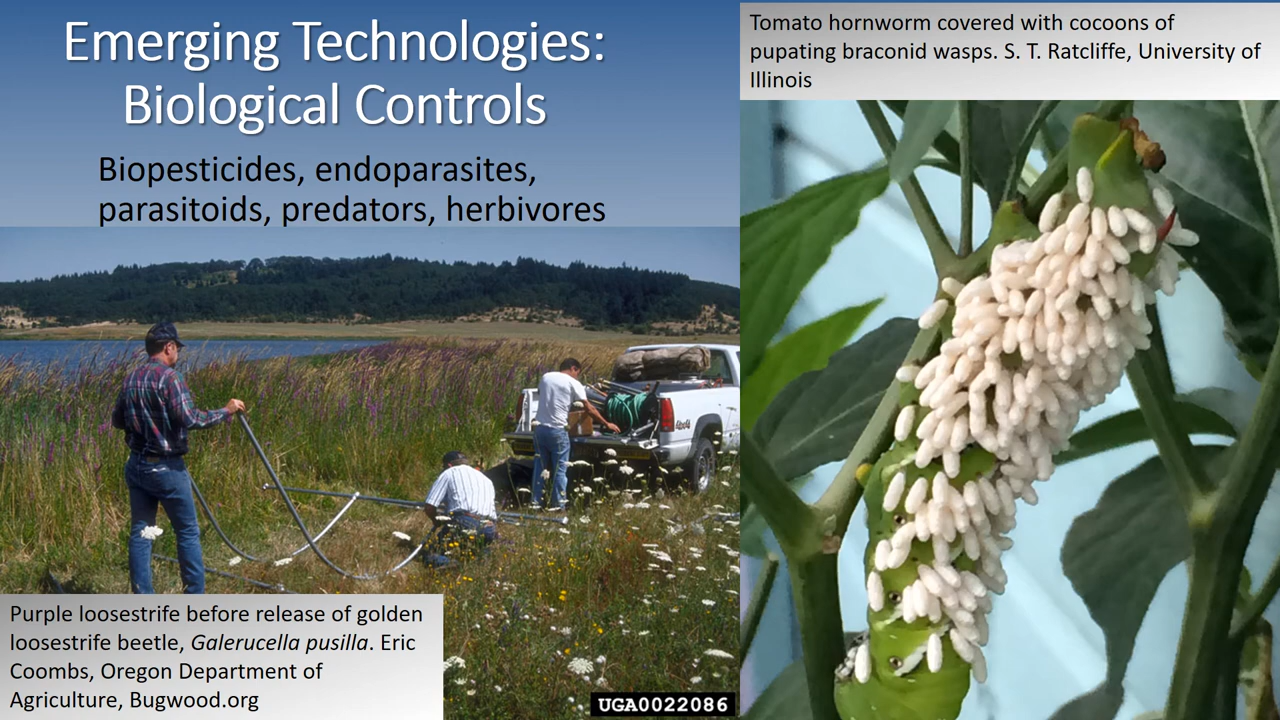 Emerging Technologies:
Biological Controls
Biopesticides, endoparasites,
parasitoids, predators, herbivores
Tomato hornworm covered with cocoons of
pupating braconid wasps. S. T. Ratcliffe, University of
Illinois
Purple loosestrife before release of golden
loosestrife beetle, Galerucella pusilla. Eric
Coombs, Oregon Department of
Agriculture, Bugwood.org
UGA0022086